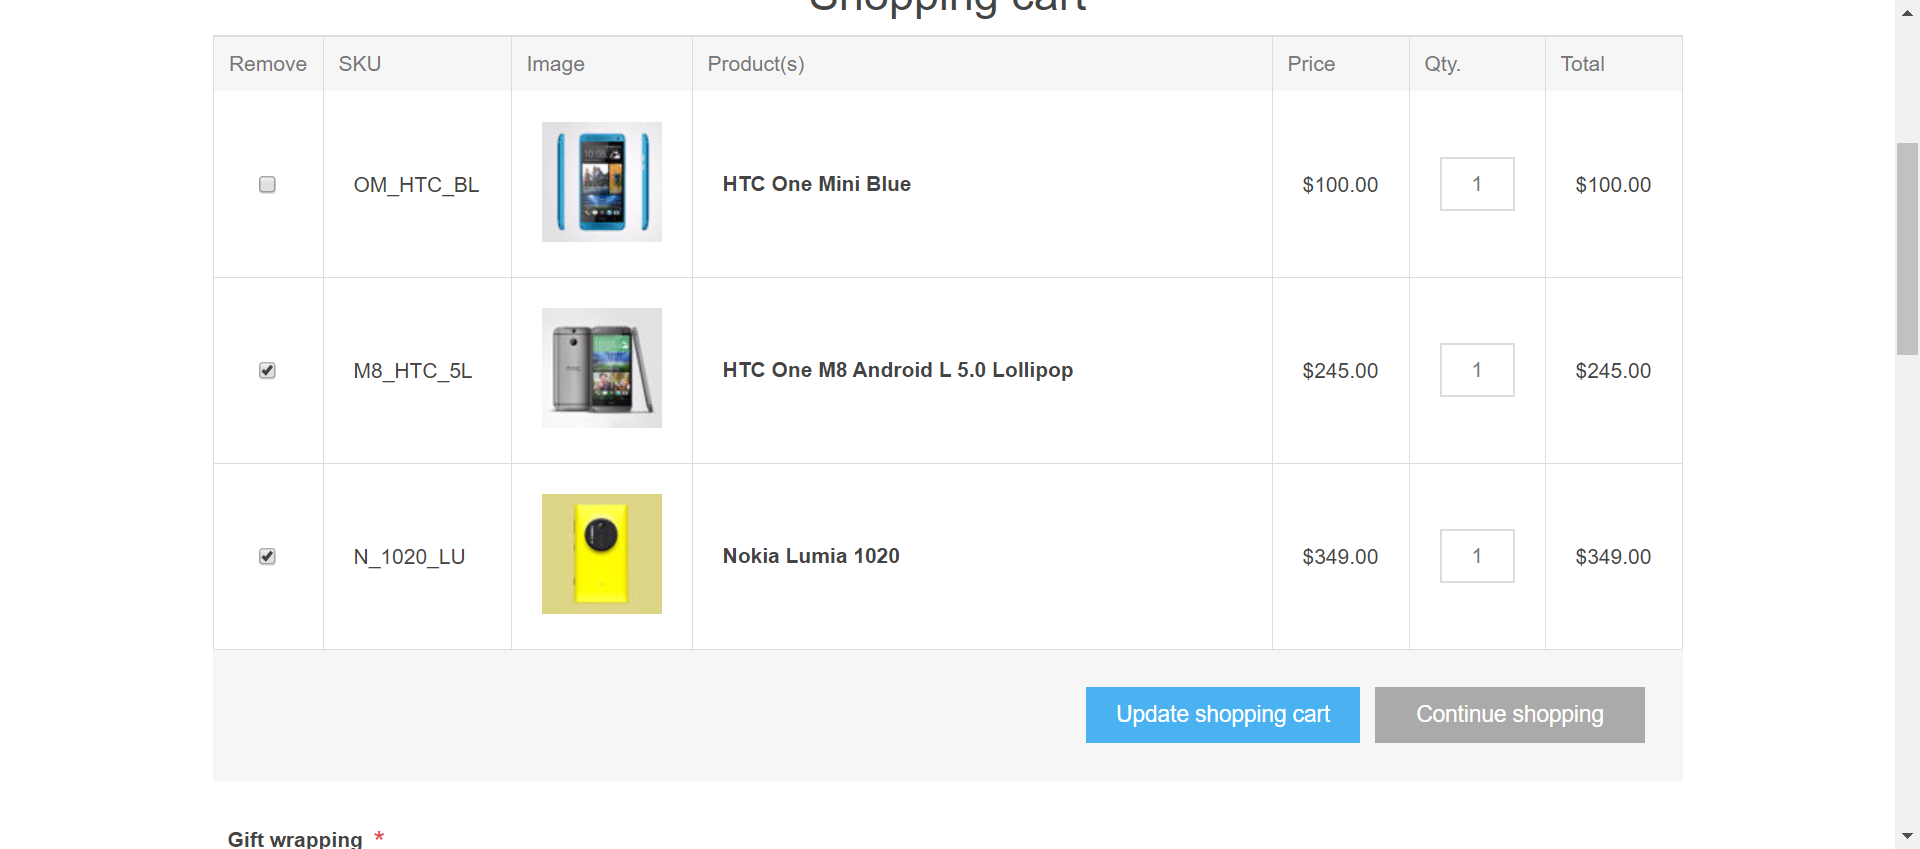 Shopping cart
Remove SKU Image Product(s) Price Qty. Total
OM_HTC_BL HTC One Mini Blue $100.00 1 $100.00
M8_HTC_5L HTC One M8 Android L 5.0 Lollipop $245.00 1 $245.00
N_1020_LU Nokia Lumia 1020 $349.00 1 $349.00
Update shopping cart Continue shopping
Gift wrapping *